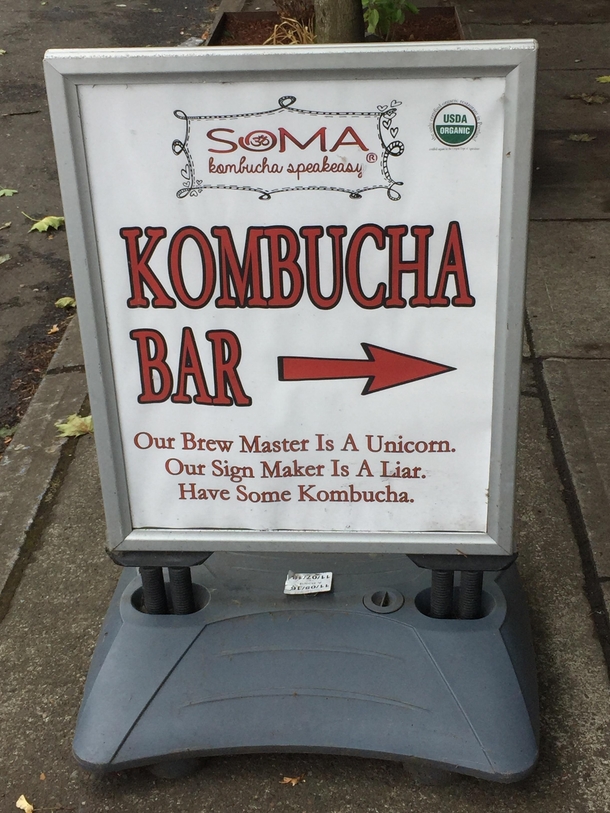 SOMA
kombucha speakeasy®
USDA
ORGANIC
KOMBUCHA
BAR
Our Brew Master Is A Unicorn.
Our Sign Maker Is A Liar.
Have Some Kombucha.